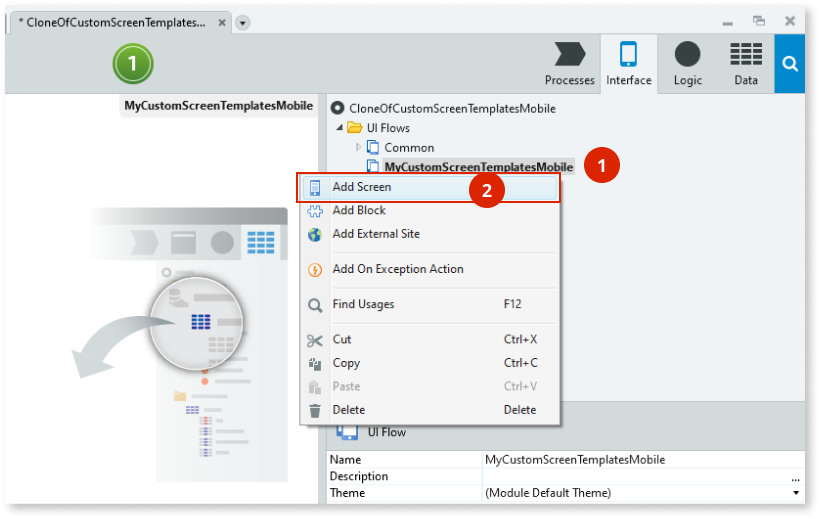 * CloneOfCustomScreenTemplates...
1
Processes
Interface
Logic
Data
MyCustomScreenTemplatesMobile
CloneOfCustomScreenTemplatesMobile
UI Flows
Common
MyCustomScreenTemplatesMobile
1
Add Screen
2
Add Block
Add External Site
Add On Exception Action
Find Usages F12
Cut Ctrl+X
Copy Ctrl+C
Paste Ctrl+V
Delete Delete
UI Flow
Name MyCustomScreenTemplatesMobile
Description ...
Theme (Module Default Theme)